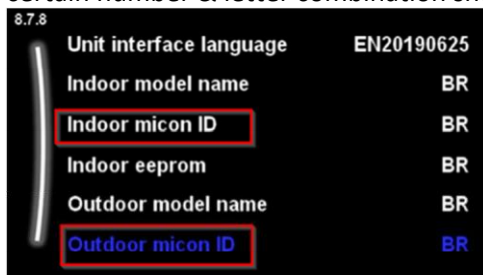 8.7.8
Unit interface language EN20190625
Indoor model name BR
Indoor micon ID BR
Indoor eeprom BR
Outdoor model name BR
Outdoor micon ID BR